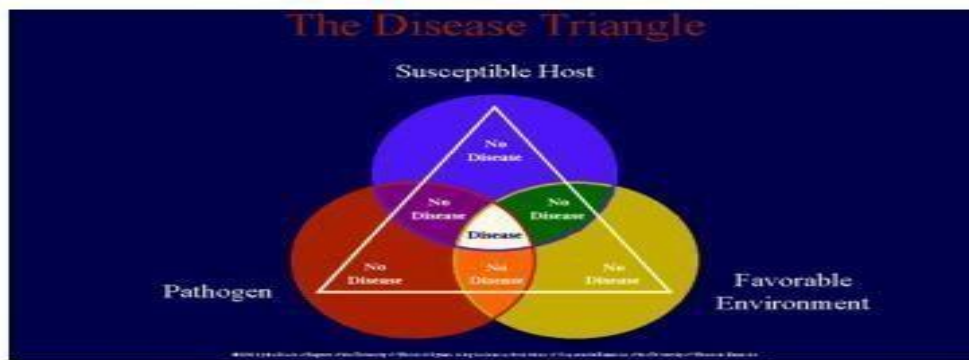 The Disease Triangle
Susceptible Host
No
Disease
No
Disease
No
Disease
Disease
No
Disease
No
Disease
No
Disease
Pathogen
Favorable
Environment